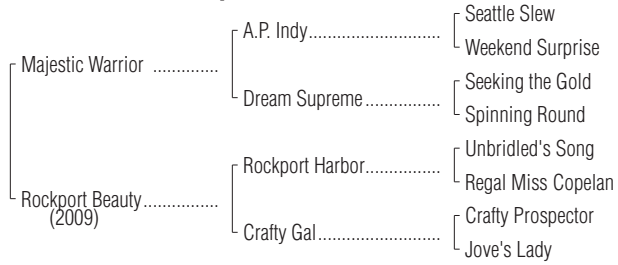 Seattle Slew
A.P. Indy...........................
Weekend Surprise
Majestic Warrior ..............
Seeking the Gold
Dream Supreme................
Spinning Round
Unbridled's Song
Rockport Harbor................
Regal Miss Copelan
Rockport Beauty................
(2009)
Crafty Prospector
Crafty Gal..........................
Jove's Lady